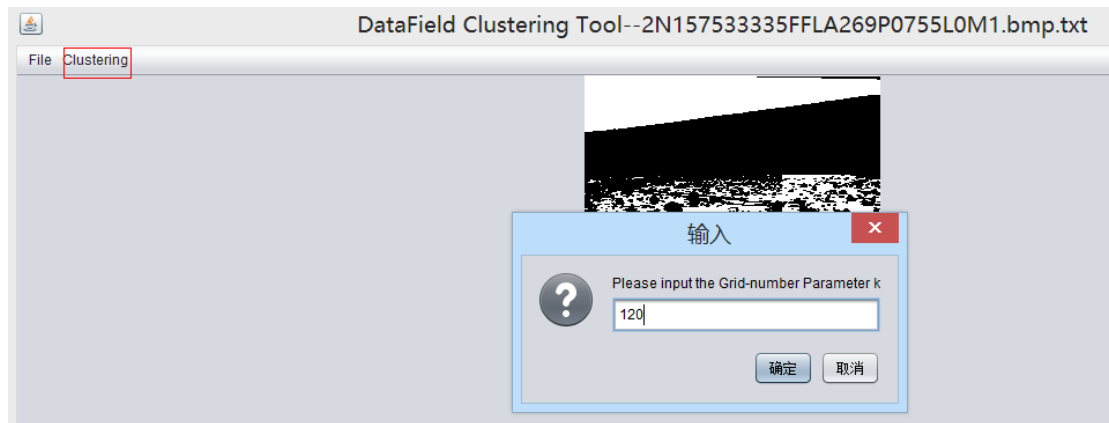 DataField Clustering Tool--2N157533335FFLA269P0755L0M1.bmp.txt
File Clustering
输入
Please input the Grid-number Parameter k
120
确定 取消